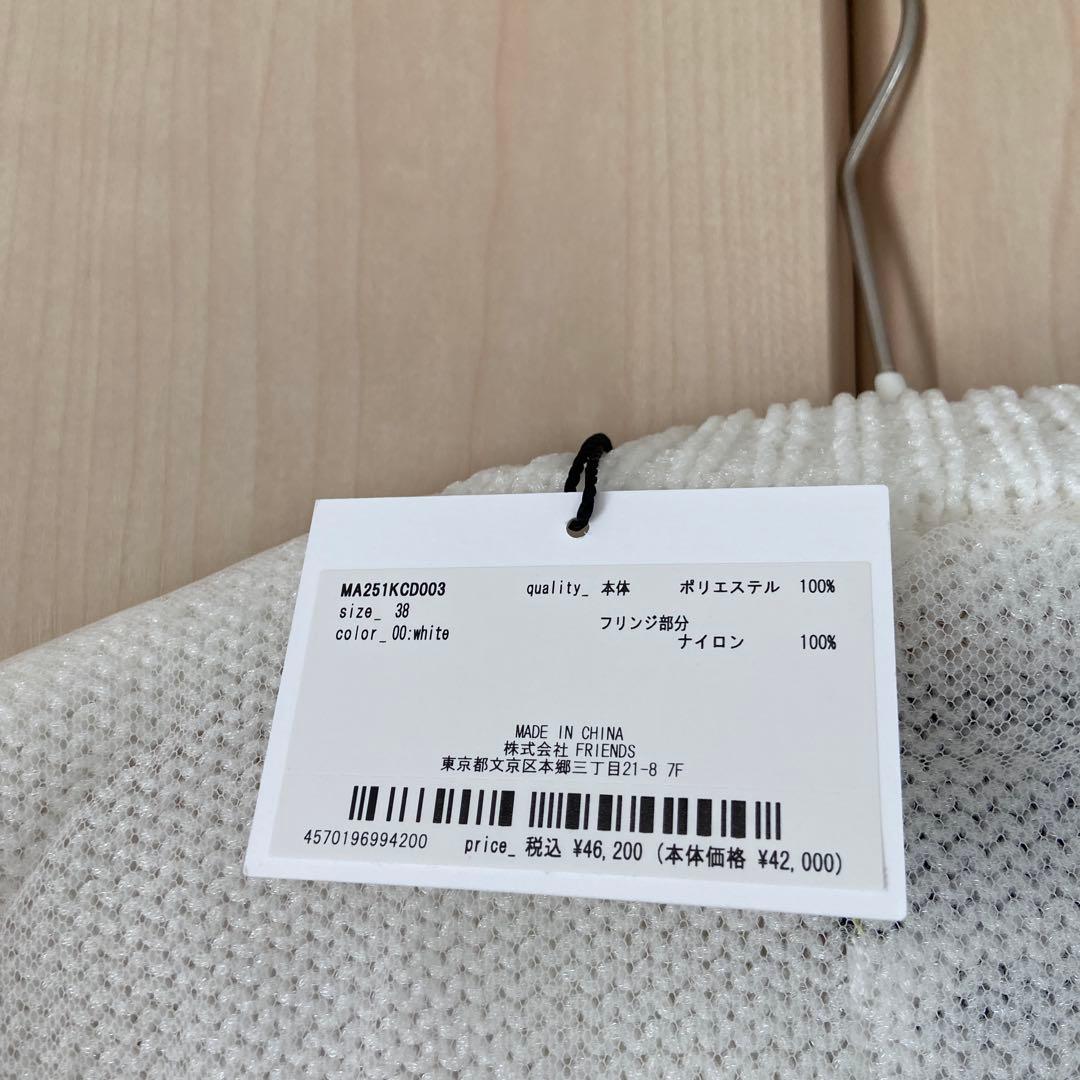 MA251KCD003
size_ 38
color_00:white
quality_ 本体 ポリエステル 100%
フリンジ部分
ナイロン 100%
MADE IN CHINA
株式会社 FRIENDS
東京都文京区本郷三丁目21-8 7F
4570196994200
price_ 税込 ¥46,200 (本体価格 ¥42,000)